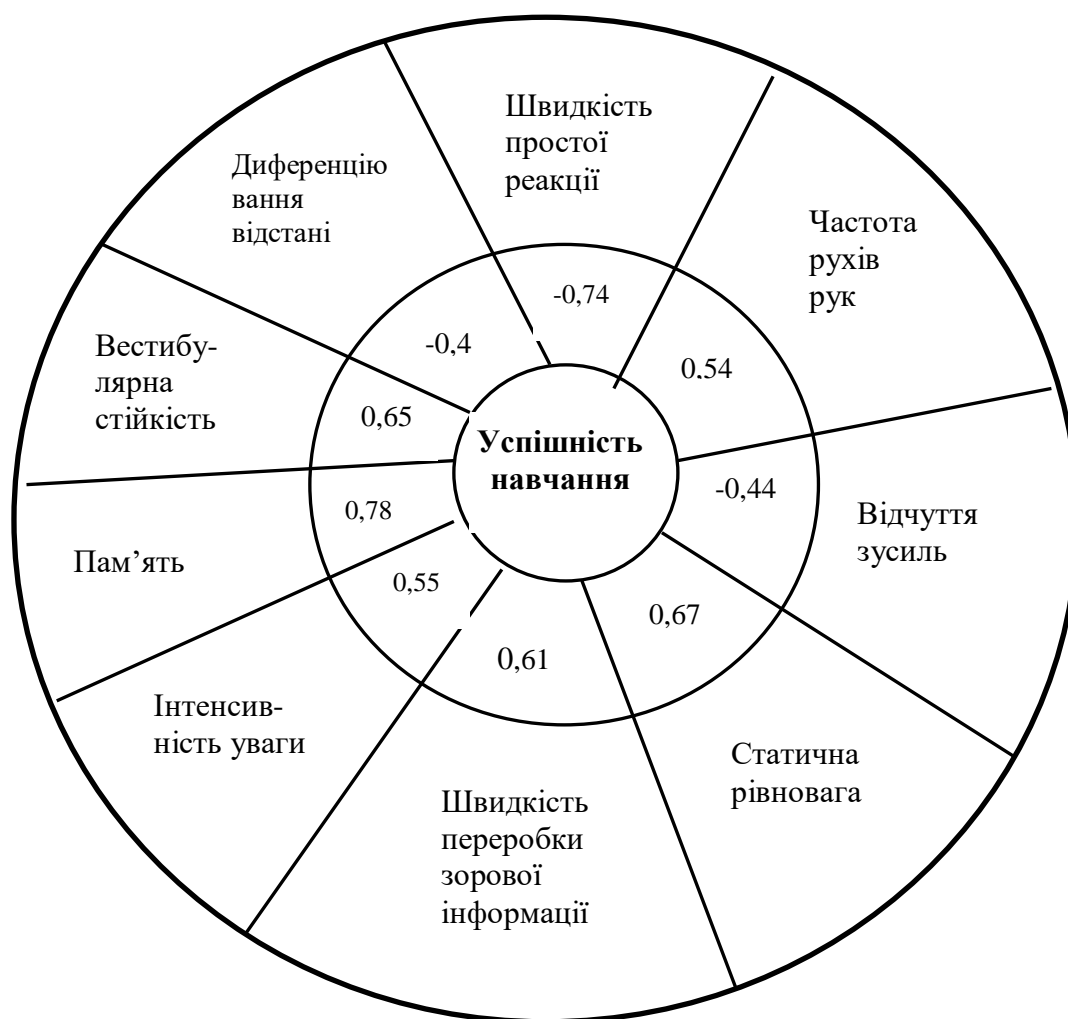 Швидкість
простої
реакції
-0,74
Частота
рухів
рук
0,54
Відчуття
зусиль
-0,44
Статична
рівновага
0,67
Швидкість
переробки
зорової
інформації
0,61
Інтенсив-
ність уваги
0,55
Пам’ять
0,78
Вестибу-
лярна
стійкість
0,65
Диференцію
вання
відстані
-0,4
Успішність
навчання